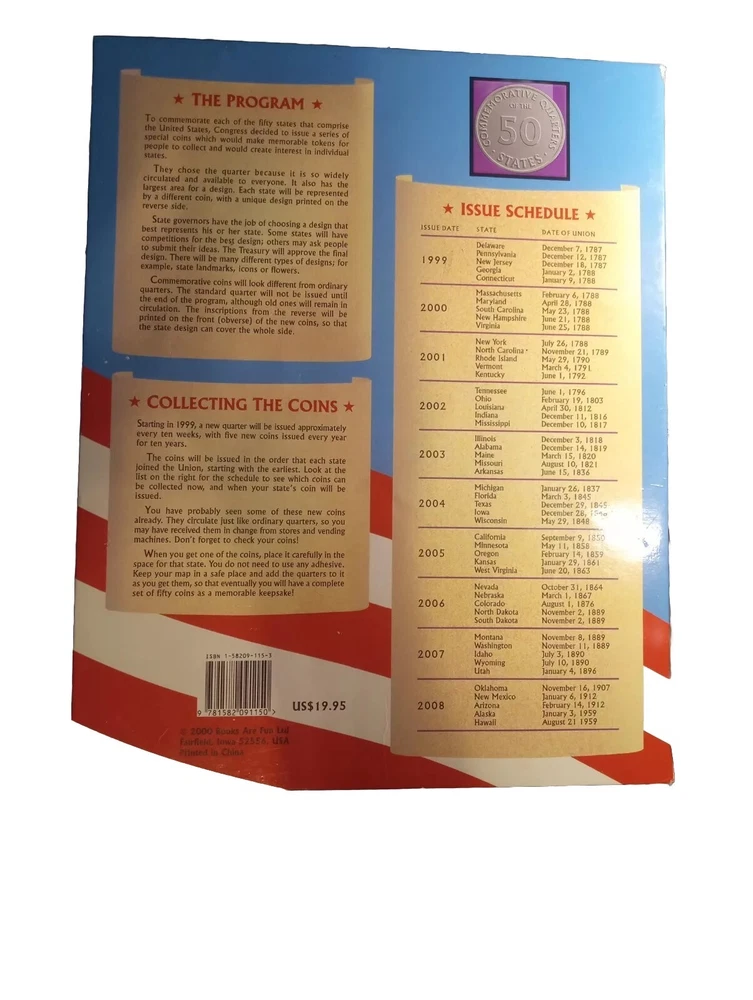 ★ THE PROGRAM ★
To commemorate each of the fifty states that comprise
the United States, Congress decided to issue a series of
special coins which would make memorable tokens for
people to collect and would create interest in individual
states.
They chose the quarter because it is so widely
circulated and available to everyone. It also has the
largest area for a design. Each state will be represented
by a different coin, with a unique design printed on the
reverse side.
State governors have the job of choosing a design that
best represents his or her state. Some states will have
competitions for the best design; others may ask people
to submit their ideas. The Treasury will approve the final
design. There will be many different types of designs; for
example, state landmarks, icons or flowers.
Commemorative coins will look different from ordinary
quarters. The standard quarter will not be issued until
the end of the program, although old ones will remain in
circulation. The inscriptions from the reverse will be
printed on the front (obverse) of the new coins, so that
the state design can cover the whole side.
★ COLLECTING THE COINS ★
Starting in 1999, a new quarter will be issued approximately
every ten weeks, with five new coins issued every year
for ten years.
The coins will be issued in the order that each state
joined the Union, starting with the earliest. Look at the
list on the right for the schedule to see which coins can
be collected now, and when your state's coin will be
issued.
You have probably seen some of these new coins
already. They circulate just like ordinary quarters, so you
may have received them in change from stores and vending
machines. Don't forget to check your coins!
When you get one of the coins, place it carefully in the
space for that state. You do not need to use any adhesive.
Keep your map in a safe place and add the quarters to it
as you get them, so that eventually you will have a complete
set of fifty coins as a memorable keepsake!
ISBN 1-58209-115-3
9 781582 091150>
US$19.95
© 2000 Books Are Fun Ltd
Fairfield, Iowa 52556, USA
Printed in China
COMMEMORATIVE QUARTERS
OF THE
50
STATES
★ ISSUE SCHEDULE ★
ISSUE DATE STATE DATE OF UNION
1999
Delaware December 7, 1787
Pennsylvania December 12, 1787
New Jersey December 18, 1787
Georgia January 2, 1788
Connecticut January 9, 1788
2000
Massachusetts February 6, 1788
Maryland April 28, 1788
South Carolina May 23, 1788
New Hampshire June 21, 1788
Virginia June 25, 1788
2001
New York July 26, 1788
North Carolina November 21, 1789
Rhode Island May 29, 1790
Vermont March 4, 1791
Kentucky June 1, 1792
2002
Tennessee June 1, 1796
Ohio February 19, 1803
Louisiana April 30, 1812
Indiana December 11, 1816
Mississippi December 10, 1817
2003
Illinois December 3, 1818
Alabama December 14, 1819
Maine March 15, 1820
Missouri August 10, 1821
Arkansas June 15, 1836
2004
Michigan January 26, 1837
Florida March 3, 1845
Texas December 29, 1845
Iowa December 28,
Wisconsin May 29, 1848
2005
California September 9, 1850
Minnesota May 11, 1858
Oregon February 14, 1859
Kansas January 29, 1861
West Virginia June 20, 1863
2006
Nevada October 31, 1864
Nebraska March 1, 1867
Colorado August 1, 1876
North Dakota November 2, 1889
South Dakota November 2, 1889
2007
Montana November 8, 1889
Washington November 11, 1889
Idaho July 3, 1890
Wyoming July 10, 1890
Utah January 4, 1896
2008
Oklahoma November 16, 1907
New Mexico January 6, 1912
Arizona February 14, 1912
Alaska January 3, 1959
Hawaii August 21 1959